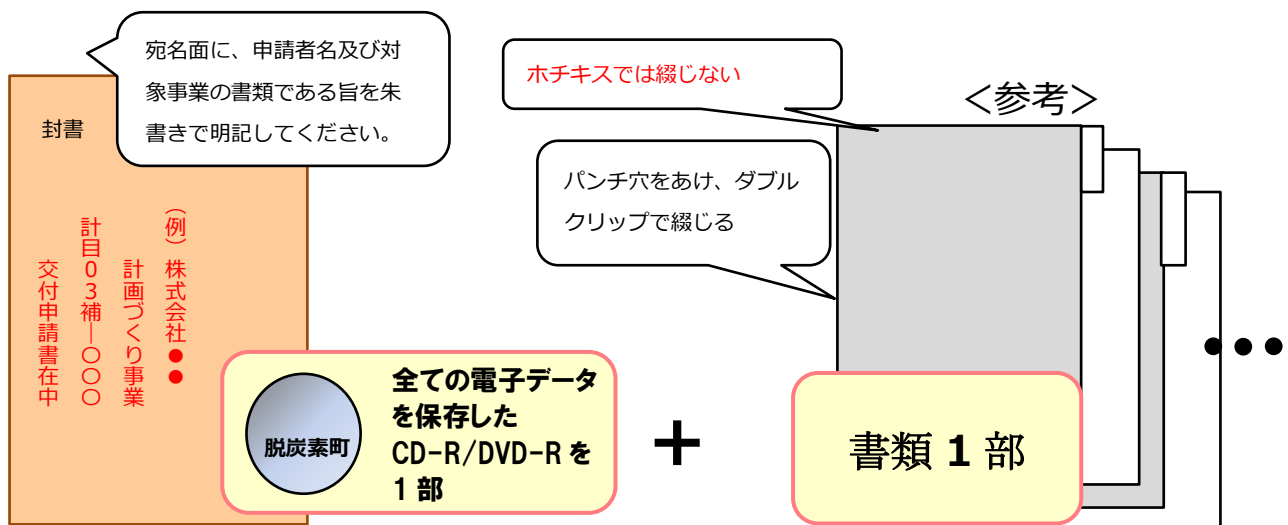 宛名面に、申請者名及び対
象事業の書類である旨を朱
書きで明記してください。
封書
(例)株式会社●●
計画づくり事業
計目03補―〇〇〇
交付申請書在中
脱炭素町
全ての電子データ
を保存した
CD-R/DVD-R を
1 部
+
ホチキスでは綴じない
<参考>
パンチ穴をあけ、ダブル
クリップで綴じる
書類 1 部
●●●